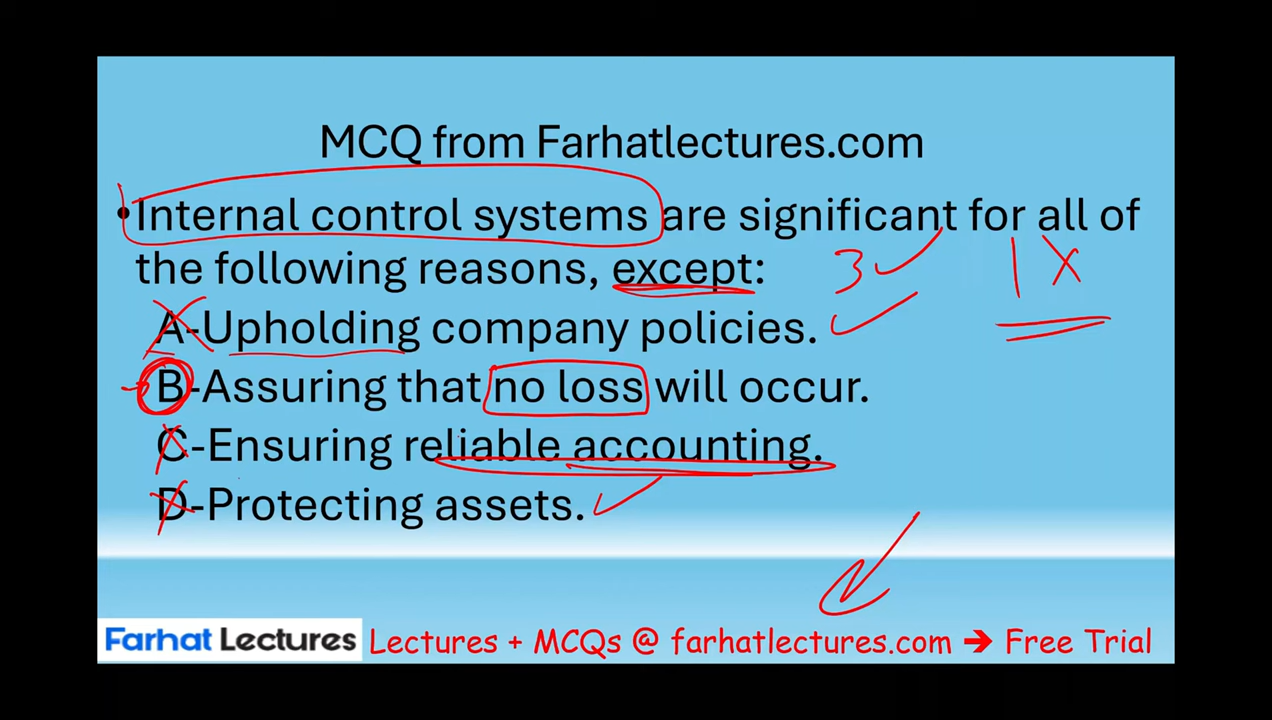 MCQ from Farhatlectures.com
•Internal control systems are significant for all of
the following reasons, except:
3 1 X
A-Upholding company policies.
B-Assuring that no loss will occur.
C-Ensuring reliable accounting.
D-Protecting assets.
Farhat Lectures Lectures + MCQs @ farhatlectures.com → Free Trial